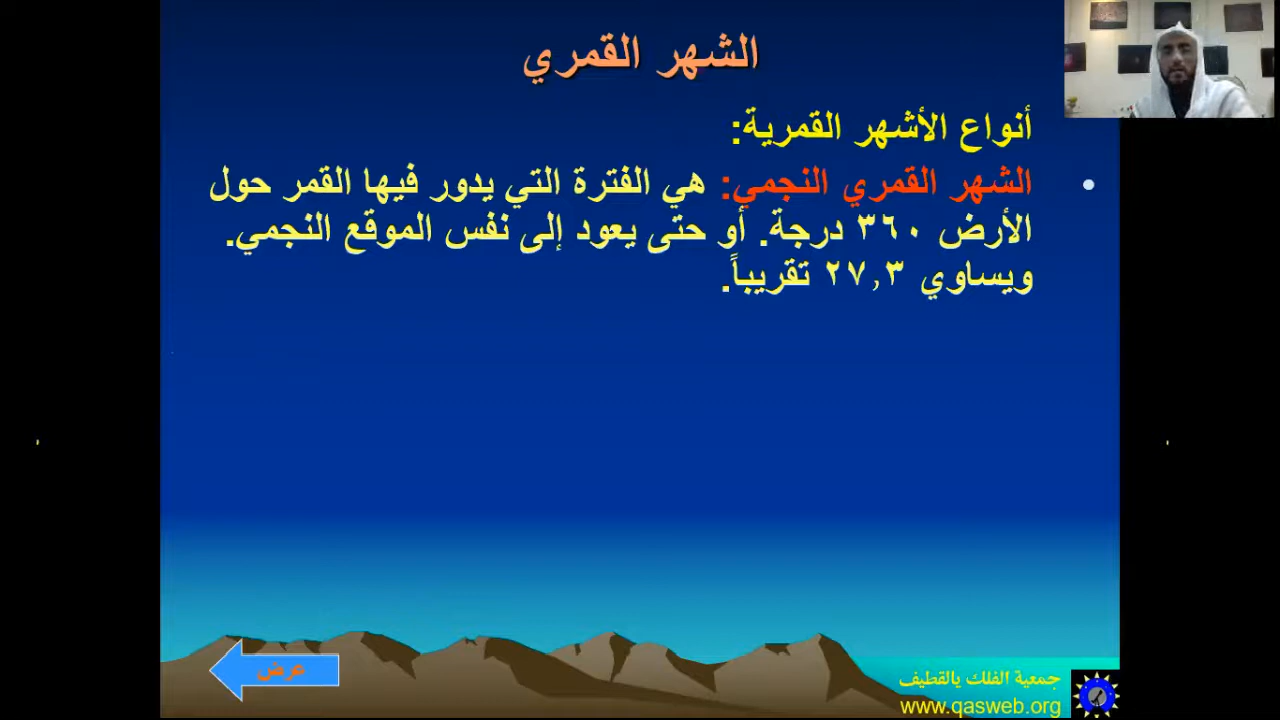 الشهر القمري
أنواع الأشهر القمرية:
• الشهر القمري النجمي: هي الفترة التي يدور فيها القمر حول
الأرض ٣٦٠ درجة. أو حتى يعود إلى نفس الموقع النجمي.
ويساوي ٢٧,٣ تقريباً.
عرض
جمعية الفلك بالقطيف
www.qasweb.org